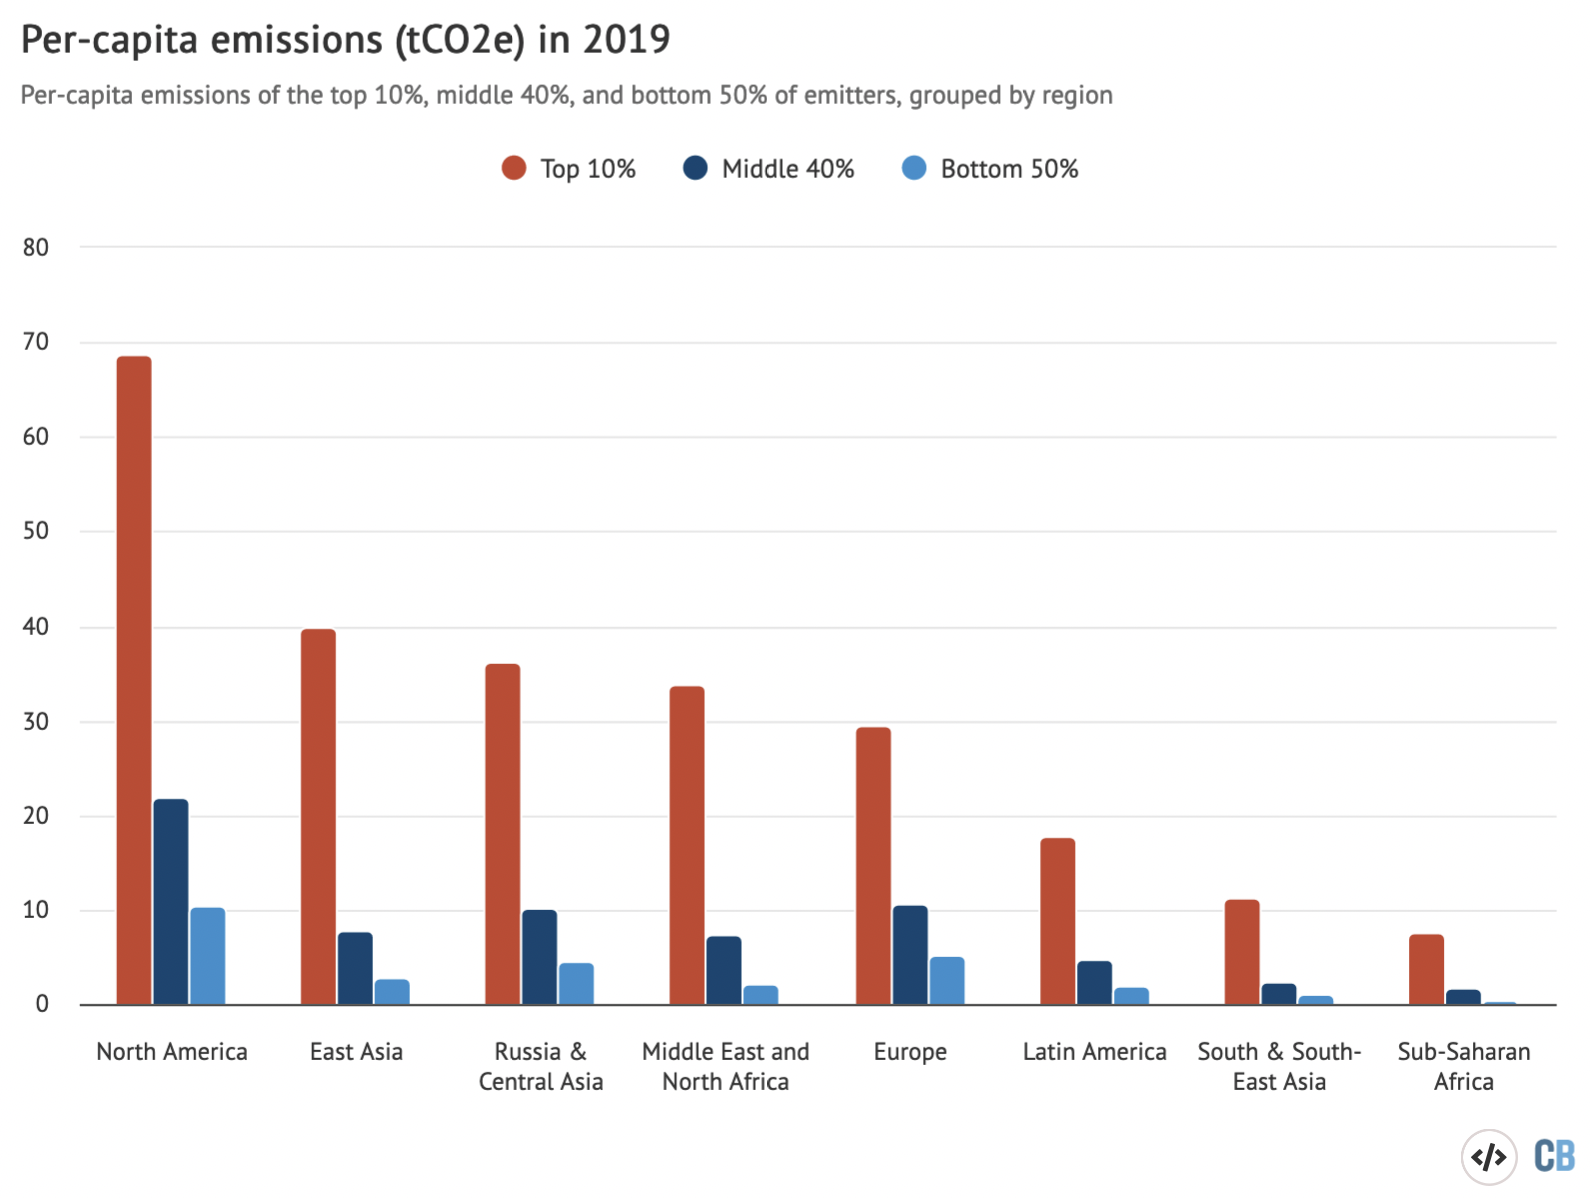 Per-capita emissions (tCO2e) in 2019
Per-capita emissions of the top 10%, middle 40%, and bottom 50% of emitters, grouped by region
Top 10% Middle 40% Bottom 50%
80
70
60
50
40
30
20
10
0
North America East Asia Russia & Middle East and Europe Latin America South & South- Sub-Saharan
Central Asia North Africa East Asia Africa
</> CB